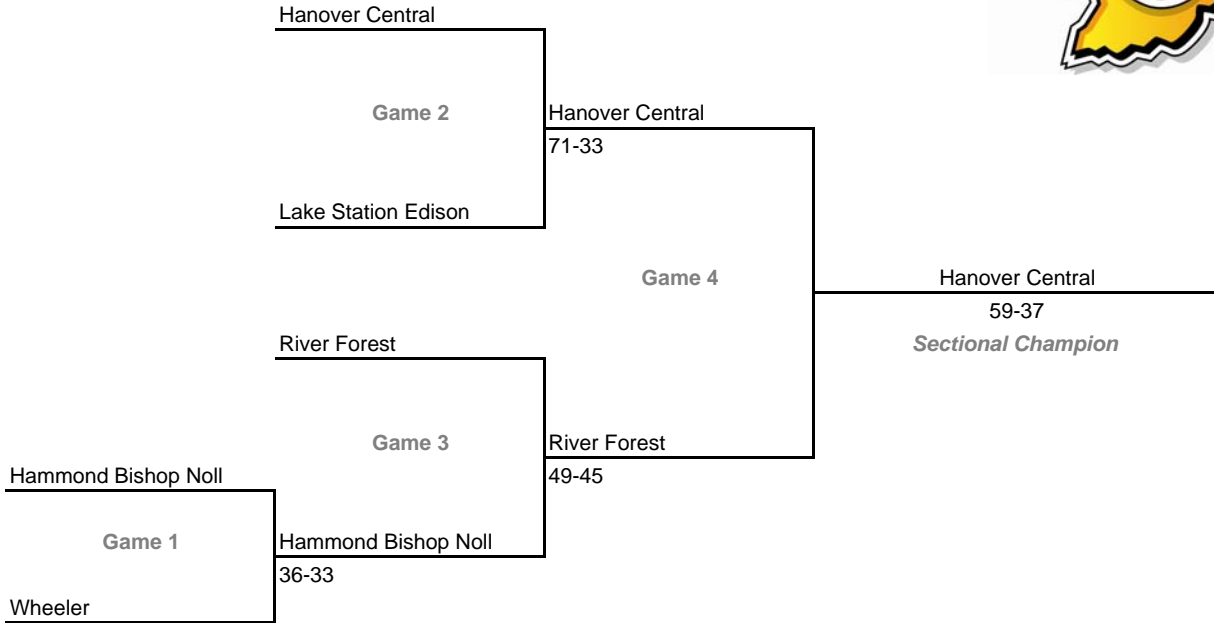 Hanover Central
Game 2
Hanover Central
71-33
Lake Station Edison
Game 4
Hanover Central
59-37
Sectional Champion
River Forest
Game 3
River Forest
49-45
Hammond Bishop Noll
Game 1
Hammond Bishop Noll
36-33
Wheeler